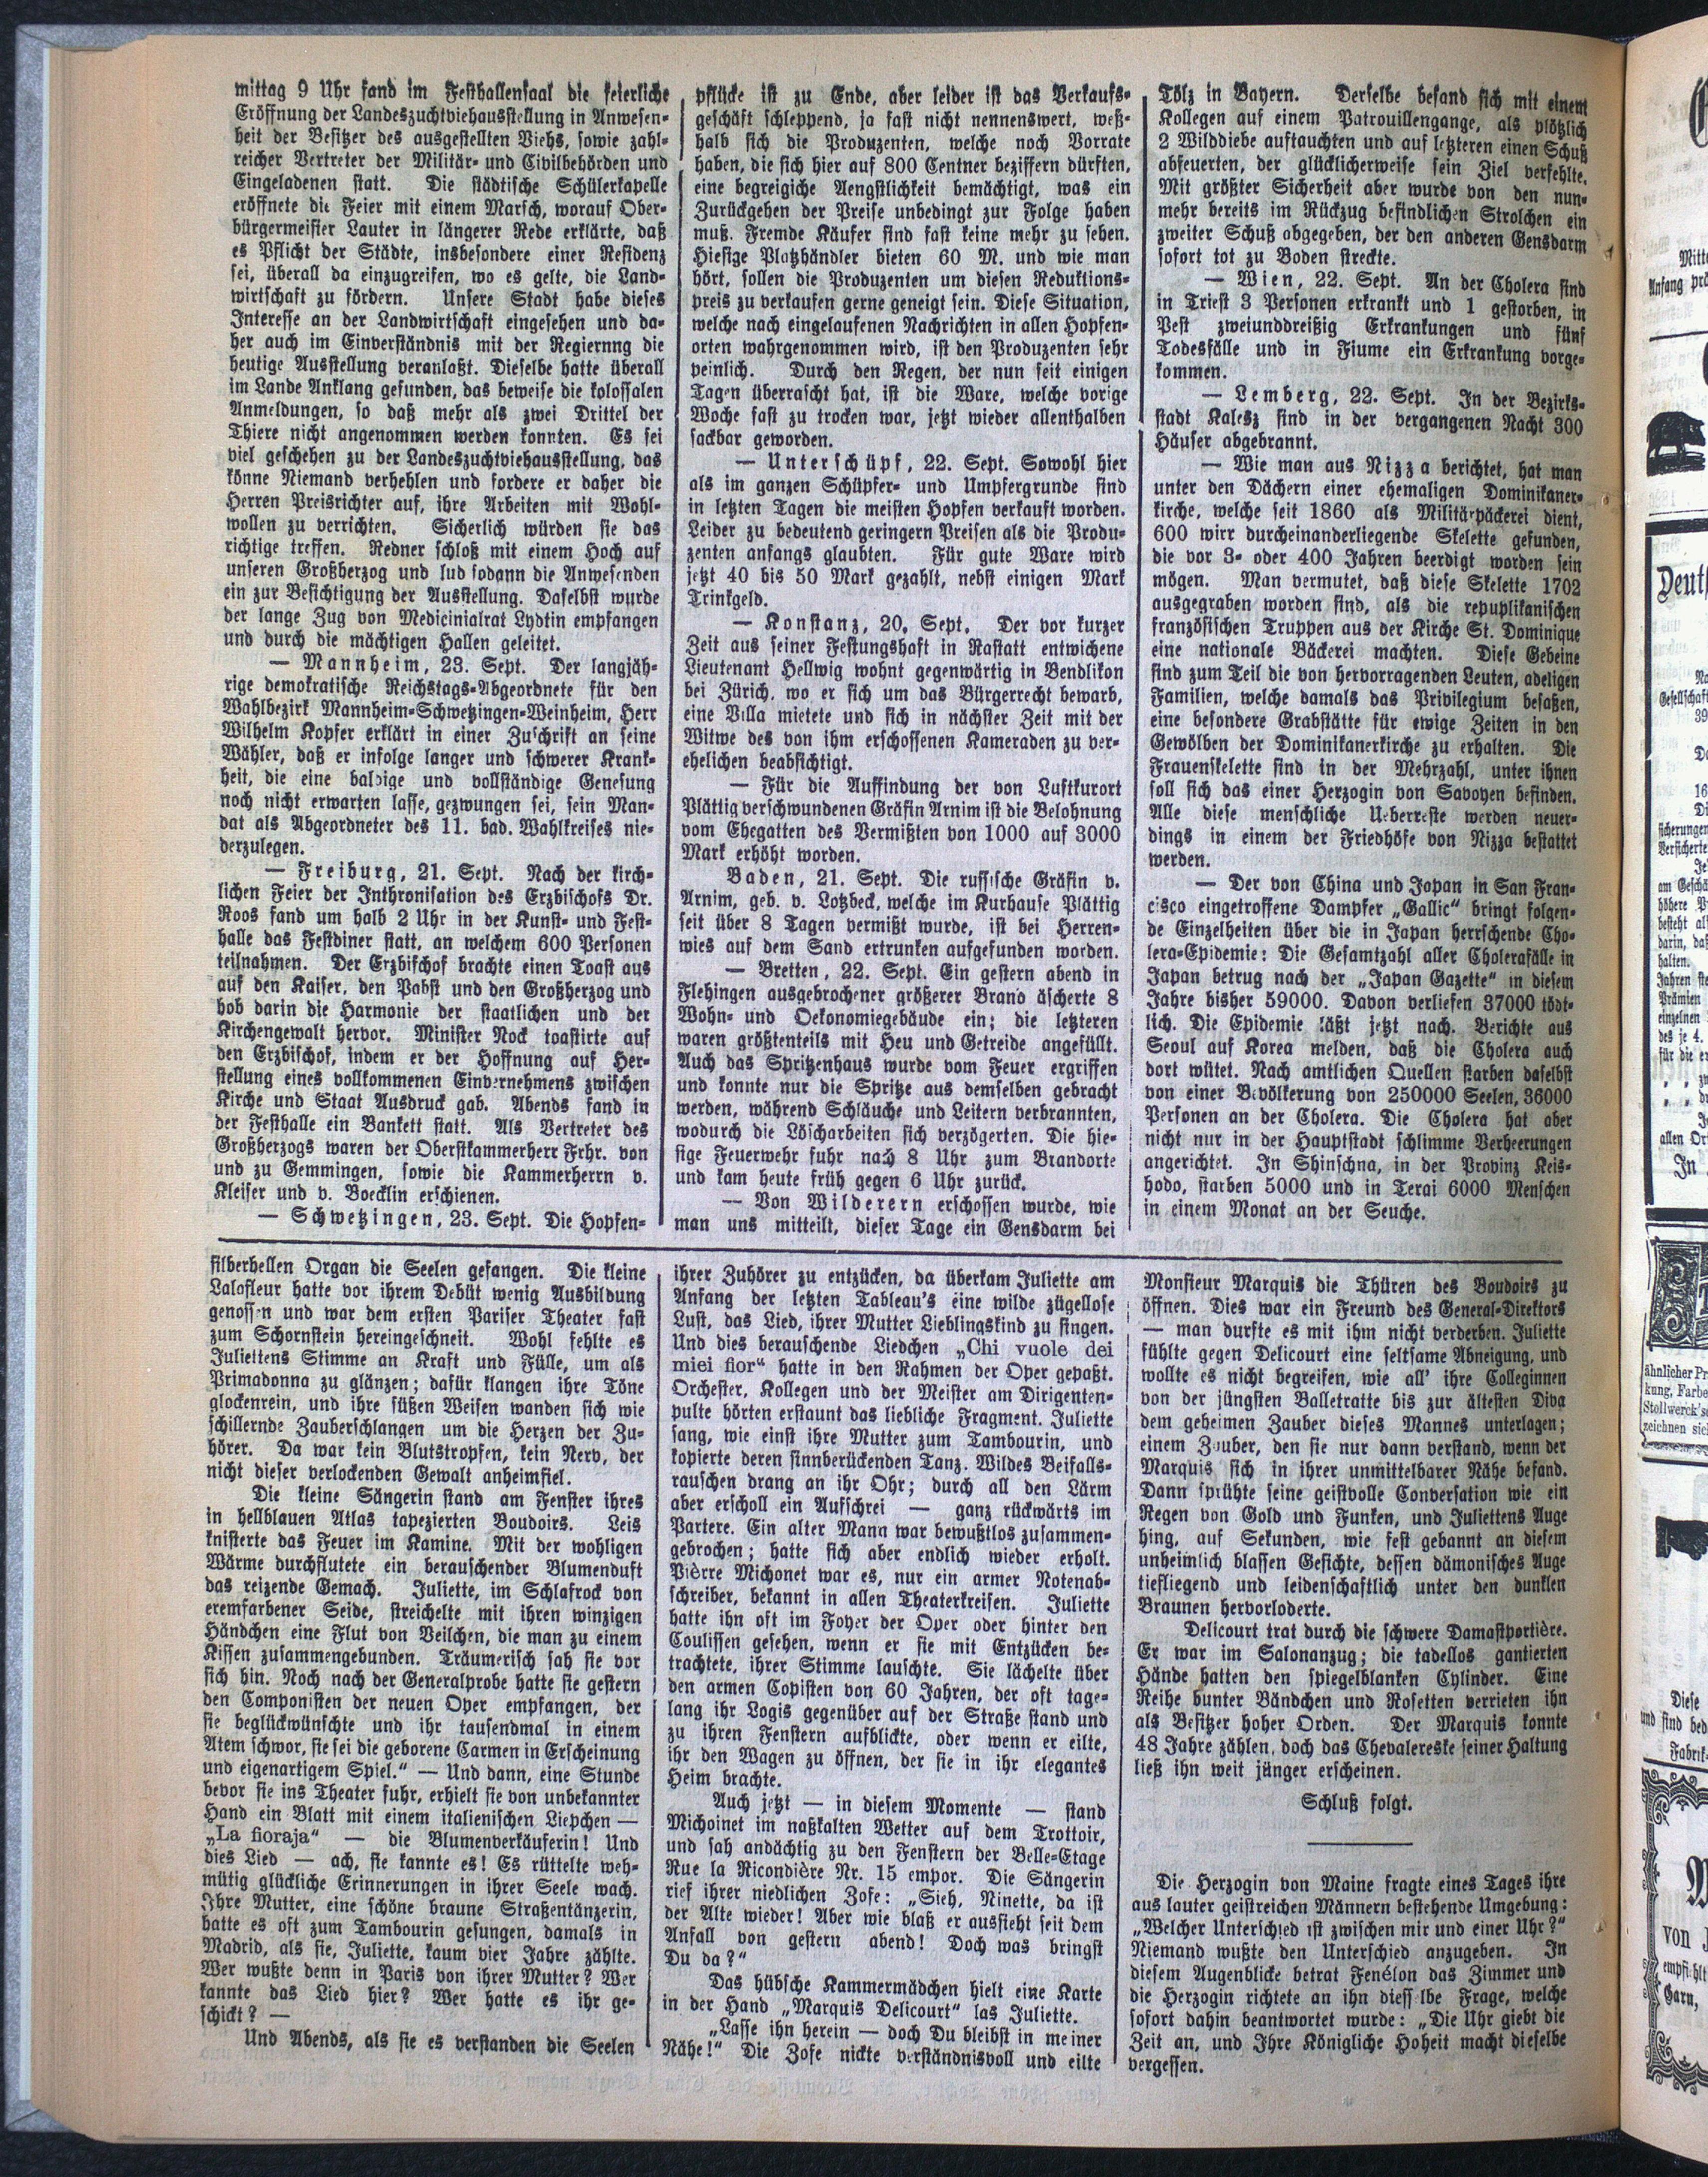 mittag 9 Uhr fand im Festhallensaal die feierliche
Eröffnung der Landeszuchtviehausstellung in Anwesen-
heit der Besitzer des ausgestellten Viehs, sowie zahl-
reicher Vertreter der Militär- und Civilbehörden und
Eingeladenen statt. Die städtische Schülerkapelle
eröffnete die Feier mit einem Marsch, worauf Ober-
bürgermeister Lauter in längerer Rede erklärte, daß
es Pflicht der Städte, insbesondere einer Residenz
sei, überall da einzugreifen, wo es gelte, die Land-
wirtschaft zu fördern. Unsere Stadt habe dieses
Interesse an der Landwirtschaft eingesehen und da-
her auch im Einverständnis mit der Regiernng die
heutige Ausstellung veranlaßt. Dieselbe hatte überall
im Lande Anklang gefunden, das beweise die kolossalen
Anmeldungen, so daß mehr als zwei Drittel der
Thiere nicht angenommen werden konnten. Es sei
viel geschehen zu der Landeszuchtviehausstellung, das
könne Niemand verhehlen und fordere er daher die
Herren Preisrichter auf, ihre Arbeiten mit Wohl-
wollen zu verrichten. Sicherlich würden sie das
richtige treffen. Redner schloß mit einem Hoch auf
unseren Großherzog und lud sodann die Anwesenden
ein zur Besichtigung der Ausstellung. Daselbst wurde
der lange Zug von Medicinialrat Lydtin empfangen
und durch die mächtigen Hallen geleitet.
— Mannheim, 23. Sept. Der langjäh-
rige demokratische Reichstags-Abgeordnete für den
Wahlbezirk Mannheim-Schwetzingen-Weinheim, Herr
Wilhelm Kopfer erklärt in einer Zuschrift an seine
Wähler, daß er infolge langer und schwerer Krank-
heit, die eine baldige und vollständige Genesung
noch nicht erwarten lasse, gezwungen sei, sein Man-
dat als Abgeordneter des 11. bad. Wahlkreises nie-
derzulegen.
— Freiburg, 21. Sept. Nach der kirch-
lichen Feier der Inthronisation des Erzbischofs Dr.
Roos fand um halb 2 Uhr in der Kunst- und Fest-
halle das Festdiner statt, an welchem 600 Personen
teilnahmen. Der Erzbischof brachte einen Toast aus
auf den Kaiser, den Pabst und den Großherzog und
hob darin die Harmonie der staatlichen und der
Kirchengewalt hervor. Minister Nock toastirte auf
den Erzbischof, indem er der Hoffnung auf Her-
stellung eines vollkommenen Einvernehmens zwischen
Kirche und Staat Ausdruck gab. Abends fand in
der Festhalle ein Bankett statt. Als Vertreter des
Großherzogs waren der Oberstkammerherr Frhr. von
und zu Gemmingen, sowie die Kammerherrn v.
Kleiser und v. Boecklin erschienen.
— Schwetzingen, 23. Sept. Die Hopfen-
pflücke ist zu Ende, aber leider ist das Verkaufs-
geschäft schleppend, ja fast nicht nennenswert, weß-
halb sich die Produzenten, welche noch Vorrate
haben, die sich hier auf 800 Centner beziffern dürften,
eine begreigiche Aengstlichkeit bemächtigt, was ein
Zurückgeben der Preise unbedingt zur Folge haben
muß. Fremde Käufer sind fast keine mehr zu sehen.
Hiesige Platzhändler bieten 60 M. und wie man
hört, sollen die Produzenten um diesen Reduktions-
preis zu verkaufen gerne geneigt sein. Diese Situation,
welche nach eingelaufenen Nachrichten in allen Hopfen-
orten wahrgenommen wird, ist den Produzenten sehr
peinlich. Durch den Regen, der nun seit einigen
Tagen überrascht hat, ist die Ware, welche vorige
Woche fast zu trocken war, jetzt wieder allenthalben
sackbar geworden.
— Unterschüpf, 22. Sept. Sowohl hier
als im ganzen Schüpfer- und Umpfergrunde sind
in letzten Tagen die meisten Hopfen verkauft worden.
Leider zu bedeutend geringern Preisen als die Produ-
zenten anfangs glaubten. Für gute Ware wird
jetzt 40 bis 50 Mark gezahlt, nebst einigen Mark
Trinkgeld.
— Konstanz, 20. Sept. Der vor kurzer
Zeit aus seiner Festungshaft in Rastatt entwichene
Lieutenant Hellwig wohnt gegenwärtig in Bendlikon
bei Zürich, wo er sich um das Bürgerrecht bewarb,
eine Villa mietete und sich in nächster Zeit mit der
Witwe des von ihm erschossenen Kameraden zu ver-
ehelichen beabsichtigt.
— Für die Auffindung der von Luftkurort
Plättig verschwundenen Gräfin Arnim ist die Belohnung
vom Ehegatten des Vermißten von 1000 auf 3000
Mark erhöht worden.
Baden, 21. Sept. Die russische Gräfin v.
Arnim, geb. v. Lotzbeck, welche im Kurhause Plättig
seit über 8 Tagen vermißt wurde, ist bei Herren-
wies auf dem Sand ertrunken aufgefunden worden.
— Bretten, 22. Sept. Ein gestern abend in
Flehingen ausgebrochener größerer Brand äscherte 8
Wohn- und Oekonomiegebäude ein; die letzteren
waren größtenteils mit Heu und Getreide angefüllt.
Auch das Spritzenhaus wurde vom Feuer ergriffen
und konnte nur die Spritze aus demselben gebracht
werden, während Schläuche und Leitern verbrannten,
wodurch die Löscharbeiten sich verzögerten. Die hie-
sige Feuerwehr fuhr nach 8 Uhr zum Brandorte
und kam heute früh gegen 6 Uhr zurück.
— Von Wilderern erschossen wurde, wie
man uns mitteilt, dieser Tage ein Gensdarm bei
Tölz in Bayern. Derselbe befand sich mit einem
Kollegen auf einem Patrouillengange, als plötzlich
2 Wilddiebe auftauchten und auf letzteren einen Schuß
abfeuerten, der glücklicherweise sein Ziel verfehlte.
Mit größter Sicherheit aber wurde von den nun-
mehr bereits im Rückzug befindlichen Strolchen ein
zweiter Schuß abgegeben, der den anderen Gensdarm
sofort tot zu Boden streckte.
— Wien, 22. Sept. An der Cholera sind
in Triest 3 Personen erkrankt und 1 gestorben, in
Pest zweiunddreißig Erkrankungen und fünf
Todesfälle und in Fiume ein Erkrankung vorge-
kommen.
— Lemberg, 22. Sept. In der Bezirks-
stadt Kalesz sind in der vergangenen Nacht 300
Häuser abgebrannt.
— Wie man aus Nizza berichtet, hat man
unter den Dächern einer ehemaligen Dominikaner-
kirche, welche seit 1860 als Militärpäckerei dient,
600 wirr durcheinanderliegende Skelette gefunden,
die vor 3- oder 400 Jahren beerdigt worden sein
mögen. Man vermutet, daß diese Skelette 1702
ausgegraben worden sind, als die repuplikanischen
französischen Truppen aus der Kirche St. Dominique
eine nationale Bäckerei machten. Diese Gebeine
sind zum Teil die von hervorragenden Leuten, adeligen
Familien, welche damals das Privilegium besaßen,
eine besondere Grabstätte für ewige Zeiten in den
Gewölben der Dominikanerkirche zu erhalten. Die
Frauenskelette sind in der Mehrzahl, unter ihnen
soll sich das einer Herzogin von Savoyen befinden.
Alle diese menschliche Ueberreste werden neuer-
dings in einem der Friedhöfe von Nizza bestattet
werden.
— Der von China und Japan in San Fran-
cisco eingetroffene Dampfer „Gallic“ bringt folgen-
de Einzelheiten über die in Japan herrschende Cho-
lera-Epidemie: Die Gesamtzahl aller Cholerafälle in
Japan betrug nach der „Japan Gazette“ in diesem
Jahre bisher 59000. Davon verliefen 37000 tödt-
lich. Die Epidemie läßt jetzt nach. Berichte aus
Seoul auf Korea melden, daß die Cholera auch
dort wütet. Nach amtlichen Quellen starben daselbst
von einer Bevölkerung von 250000 Seelen, 36000
Personen an der Cholera. Die Cholera hat aber
nicht nur in der Hauptstadt schlimme Verheerungen
angerichtet. In Shinschna, in der Provinz Keis-
hodo, starben 5000 und in Terai 6000 Menschen
in einem Monat an der Seuche.
silberhellen Organ die Seelen gefangen. Die kleine
Lalafleur hatte vor ihrem Debüt wenig Ausbildung
genossen und war dem ersten Pariser Theater fast
zum Schornstein hereingeschneit. Wohl fehlte es
Juliettens Stimme an Kraft und Fülle, um als
Primadonna zu glänzen; dafür klangen ihre Töne
glockenrein, und ihre süßen Weisen wanden sich wie
schillernde Zauberschlangen um die Herzen der Zu-
hörer. Da war kein Blutstropfen, kein Nerv, der
nicht dieser verlockenden Gewalt anheimfiel.
Die kleine Sängerin stand am Fenster ihres
in hellblauen Atlas tapezierten Boudoirs. Leis
knisterte das Feuer im Kamine. Mit der wohligen
Wärme durchflutete ein berauschender Blumenduft
das reizende Gemach. Juliette, im Schlafrock von
eremfarbener Seide, streichelte mit ihren winzigen
Händchen eine Flut von Veilchen, die man zu einem
Kissen zusammengebunden. Träumerisch sah sie vor
sich hin. Noch nach der Generalprobe hatte sie gestern
den Componisten der neuen Oper empfangen, der
sie beglückwünschte und ihr tausendmal in einem
Atem schwor, sie sei die geborene Carmen in Erscheinung
und eigenartigem Spiel.“ — Und dann, eine Stunde
bevor sie ins Theater fuhr, erhielt sie von unbekannter
Hand ein Blatt mit einem italienischen Liepchen —
„La fioraja“ — die Blumenverkäuferin! Und
dies Lied — ach, sie kannte es! Es rüttelte weh-
mütig glückliche Erinnerungen in ihrer Seele wach.
Ihre Mutter, eine schöne braune Straßentänzerin,
hatte es oft zum Tambourin gesungen, damals in
Madrid, als sie, Juliette, kaum vier Jahre zählte.
Wer wußte denn in Paris von ihrer Mutter? Wer
kannte das Lied hier? Wer hatte es ihr ge-
schickt? —
Und Abends, als sie es verstanden die Seelen
ihrer Zuhörer zu entzücken, da überkam Juliette am
Anfang der letzten Tableau's eine wilde zügellose
Lust, das Lied, ihrer Mutter Lieblingskind zu singen.
Und dies berauschende Liedchen „Chi vuole dei
miei fior“ hatte in den Rahmen der Oper gepaßt.
Orchester, Kollegen und der Meister am Dirigenten-
pulte hörten erstaunt das liebliche Fragment. Juliette
sang, wie einst ihre Mutter zum Tambourin, und
kopierte deren sinnberückenden Tanz. Wildes Beifalls-
rauschen drang an ihr Ohr; durch all den Lärm
aber erscholl ein Aufschrei — ganz rückwärts im
Partere. Ein alter Mann war bewußtlos zusammen-
gebrochen; hatte sich aber endlich wieder erholt.
Pièrre Michonet war es, nur ein armer Notenab-
schreiber, bekannt in allen Theaterkreisen. Juliette
hatte ihn oft im Foyer der Oper oder hinter den
Coulissen gesehen, wenn er sie mit Entzücken be-
trachtete, ihrer Stimme lauschte. Sie lächelte über
den armen Copisten von 60 Jahren, der oft tage-
lang ihr Logis gegenüber auf der Straße stand und
zu ihren Fenstern aufblickte, oder wenn er eilte,
ihr den Wagen zu öffnen, der sie in ihr elegantes
Heim brachte.
Auch jetzt — in diesem Momente — stand
Michoinet im naßkalten Wetter auf dem Trottoir,
und sah andächtig zu den Fenstern der Belle-Etage
Rue la Ricondière Nr. 15 empor. Die Sängerin
rief ihrer niedlichen Zofe: „Sieh, Ninette, da ist
der Alte wieder! Aber wie blaß er aussieht seit dem
Anfall von gestern abend! Doch was bringst
Du da?“
Das hübsche Kammermädchen hielt eine Karte
in der Hand „Marquis Delicourt“ las Juliette.
„Lasse ihn herein — doch Du bleibst in meiner
Nähe!“ Die Zofe nickte verständnisvoll und eilte
Monsieur Marquis die Thüren des Boudoirs zu
öffnen. Dies war ein Freund des General-Direktors
— man durfte es mit ihm nicht verderben. Juliette
fühlte gegen Delicourt eine seltsame Abneigung, und
wollte es nicht begreifen, wie all' ihre Colleginnen
von der jüngsten Balletratte bis zur ältesten Diva
dem geheimen Zauber dieses Mannes unterlagen;
einem Zauber, den sie nur dann verstand, wenn der
Marquis sich in ihrer unmittelbarer Nähe befand.
Dann sprühte seine geistvolle Conversation wie ein
Regen von Gold und Funken, und Juliettens Auge
hing, auf Sekunden, wie fest gebannt an diesem
unheimlich blassen Gesichte, dessen dämonisches Auge
tiefliegend und leidenschaftlich unter den dunklen
Braunen hervorloderte.
Delicourt trat durch die schwere Damastportière.
Er war im Salonanzug; die tadellos gantierten
Hände hatten den spiegelblanken Cylinder. Eine
Reihe bunter Bändchen und Rosetten verrieten ihn
als Besitzer hoher Orden. Der Marquis konnte
48 Jahre zählen, doch das Chevalereske seiner Haltung
ließ ihn weit jünger erscheinen.
Schluß folgt.
Die Herzogin von Maine fragte eines Tages ihre
aus lauter geistreichen Männern bestehende Umgebung:
„Welcher Unterschied ist zwischen mir und einer Uhr?“
Niemand wußte den Unterschied anzugeben. In
diesem Augenblicke betrat Fenélon das Zimmer und
die Herzogin richtete an ihn diesslbe Frage, welche
sofort dahin beantwortet wurde: „Die Uhr giebt die
Zeit an, und Ihre Königliche Hoheit macht dieselbe
vergessen.